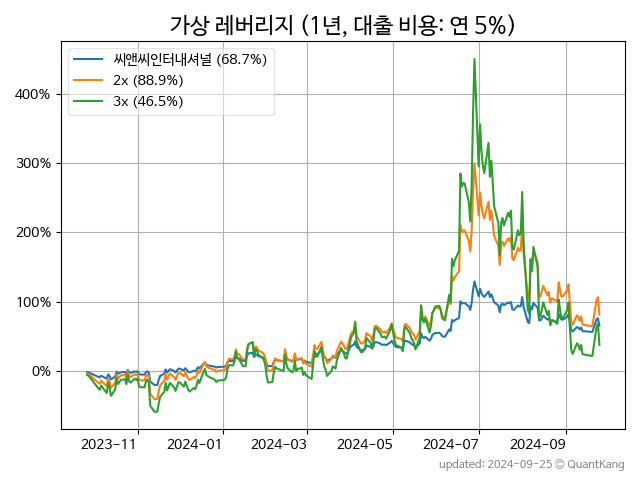 가상 레버리지 (1년, 대출 비용: 연 5%)
씨앤씨인터내셔널 (68.7%)
2x (88.9%)
3x (46.5%)
400%
300%
200%
100%
0%
2023-11 2024-01 2024-03 2024-05 2024-07 2024-09
updated: 2024-09-25 © QuantKang